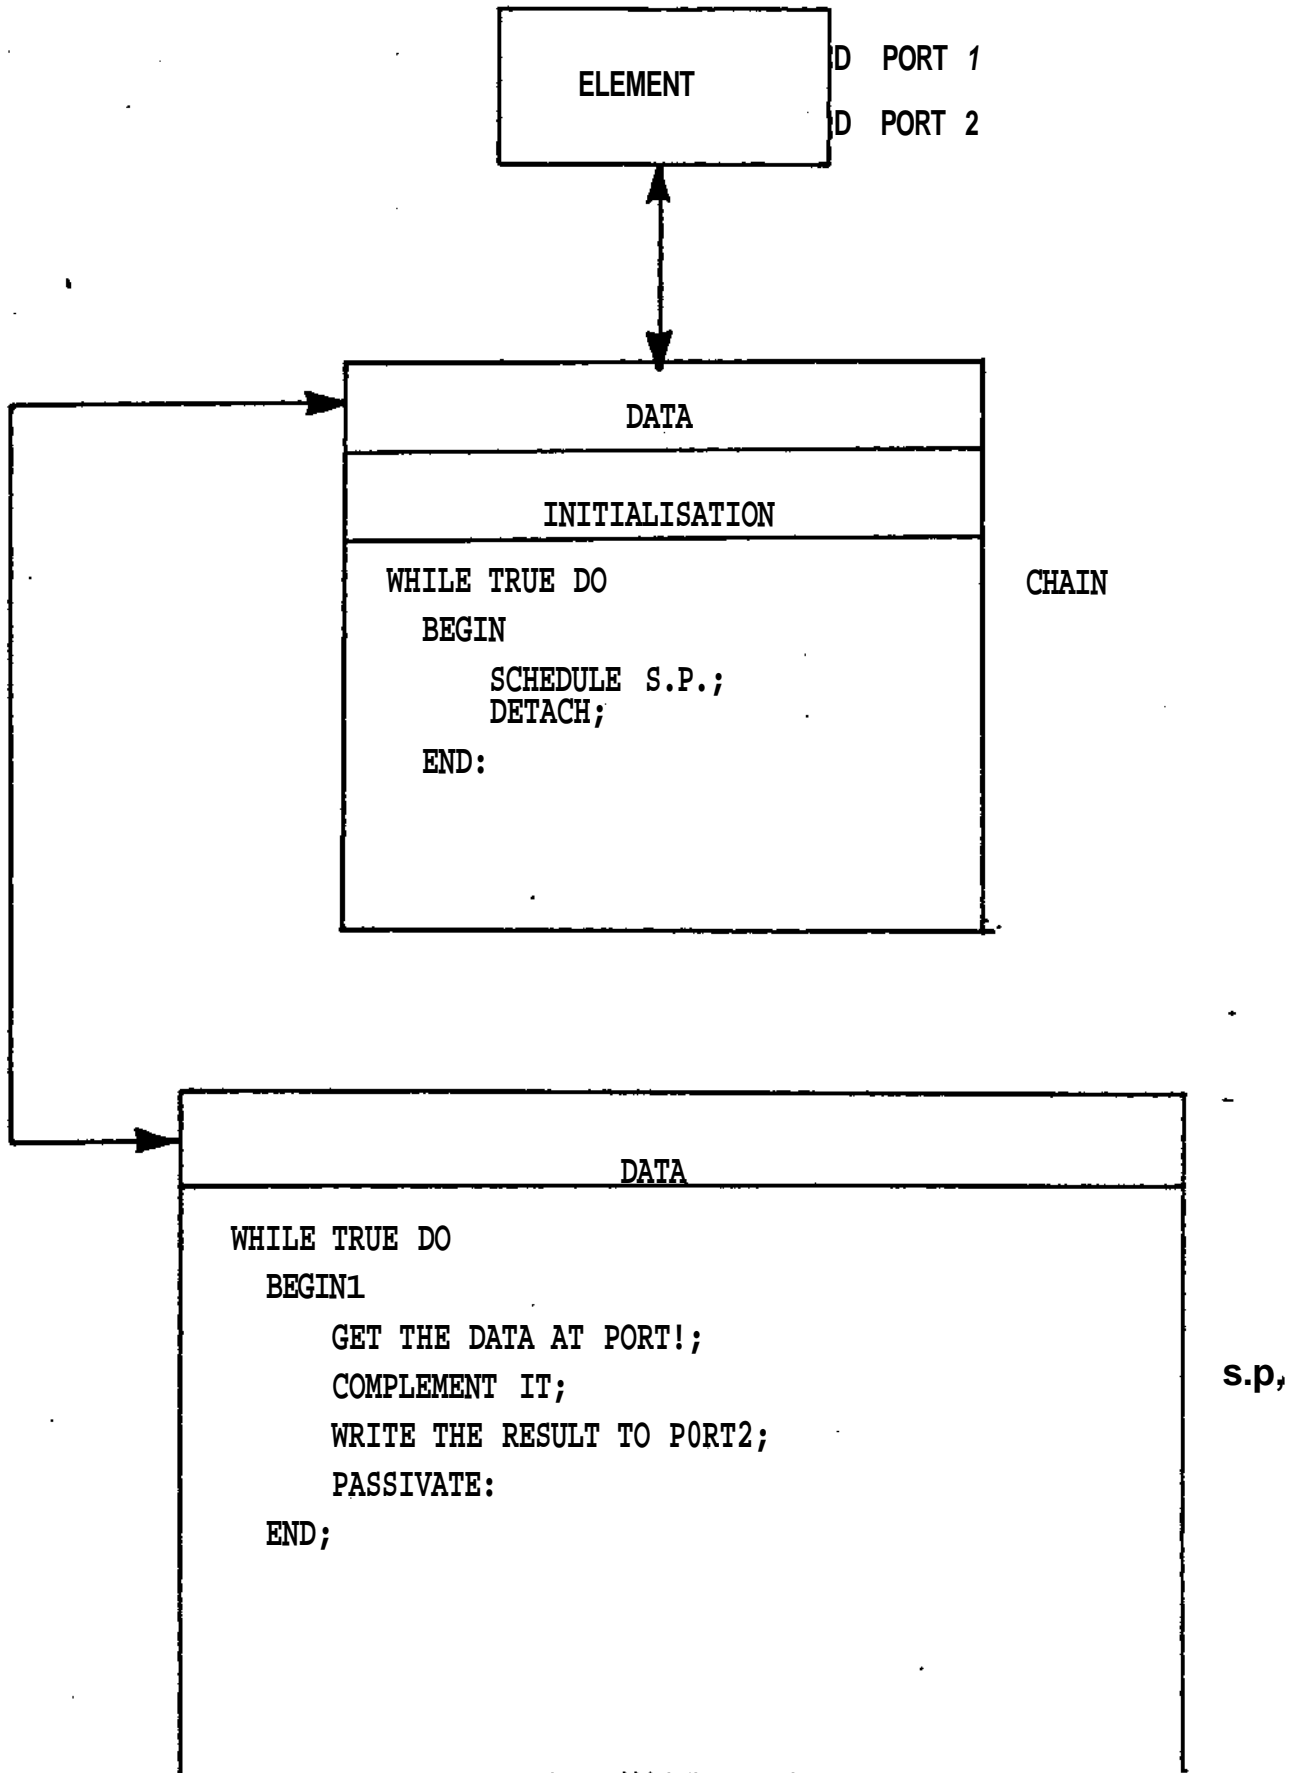 D PORT 1
ELEMENT
D PORT 2
DATA
INITIALISATION
WHILE TRUE DO
CHAIN
BEGIN
SCHEDULE S.P.;
DETACH;
END:
DATA
WHILE TRUE DO
BEGIN1
GET THE DATA AT PORT!;
s.p,
COMPLEMENT IT;
WRITE THE RESULT TO P0RT2;
PASSIVATE:
END;